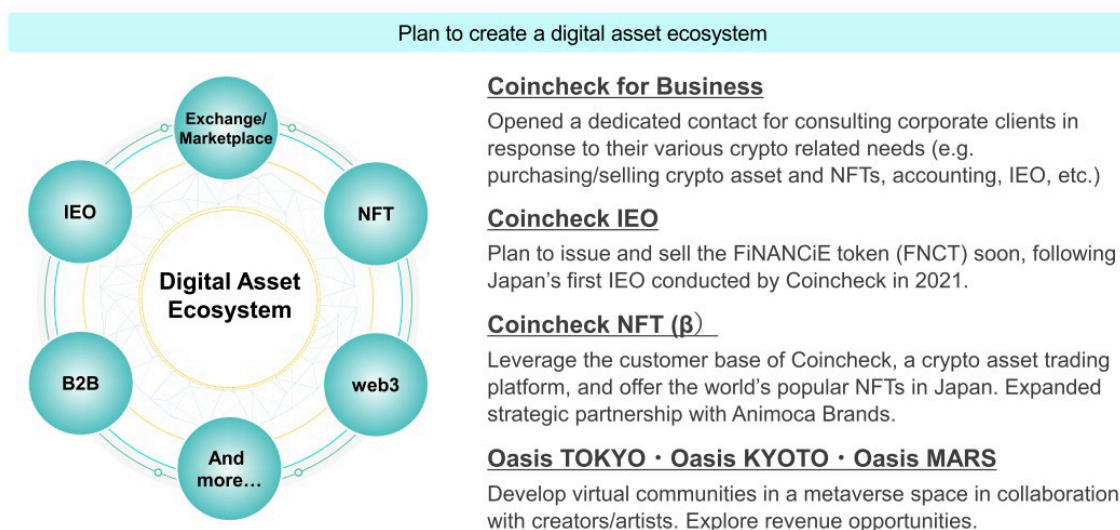 Plan to create a digital asset ecosystem
Exchange/
Marketplace
IEO
NFT
Digital Asset
Ecosystem
B2B
web3
And
more…
Coincheck for Business
Opened a dedicated contact for consulting corporate clients in
response to their various crypto related needs (e.g.
purchasing/selling crypto asset and NFTs, accounting, IEO, etc.)
Coincheck IEO
Plan to issue and sell the FiNANCiE token (FNCT) soon, following
Japan’s first IEO conducted by Coincheck in 2021.
Coincheck NFT (β）
Leverage the customer base of Coincheck, a crypto asset trading
platform, and offer the world’s popular NFTs in Japan. Expanded
strategic partnership with Animoca Brands.
Oasis TOKYO・Oasis KYOTO・Oasis MARS
Develop virtual communities in a metaverse space in collaboration
with creators/artists. Explore revenue opportunities.